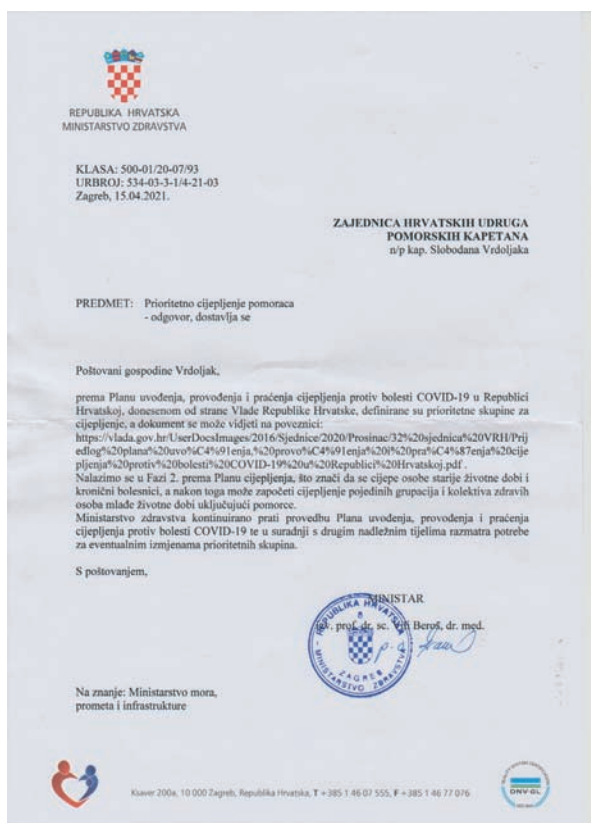 REPUBLIKA HRVATSKA
MINISTARSTVO ZDRAVSTVA
KLASA: 500-01/20-07/93
URBROJ: 534-03-3-1/4-21-03
Zagreb, 15.04.2021.
ZAJEDNICA HRVATSKIH UDRUGA
POMORSKIH KAPETANA
n/p kap. Slobodana Vrdoljaka
PREDMET: Prioritetno cijepljenje pomoraca
- odgovor, dostavlja se
Poštovani gospodine Vrdoljak,
prema Planu uvođenja, provođenja i praćenja cijepljenja protiv bolesti COVID-19 u Republici
Hrvatskoj, donesenom od strane Vlade Republike Hrvatske, definirane su prioritetne skupine za
cijepljenje, a dokument se može vidjeti na poveznici:
https://vlada.gov.hr/UserDocsImages/2016/Sjednice/2020/Prosinac/32%20sjednica%20VRH/Prij
edlog%20plana%20uvo%C4%91enja,%20provo%C4%91enja%20i%20pra%C4%87enja%20cije
pljenja%20protiv%20bolesti%20COVID-19%20u%20Republici%20Hrvatskoj.pdf .
Nalazimo se u Fazi 2. prema Planu cijepljenja, što znači da se cijepe osobe starije životne dobi i
kronični bolesnici, a nakon toga može započeti cijepljenje pojedinih grupacija i kolektiva zdravih
osoba mlađe životne dobi uključujući pomorce.
Ministarstvo zdravstva kontinuirano prati provedbu Plana uvođenja, provođenja i praćenja
cijepljenja protiv bolesti COVID-19 te u suradnji s drugim nadležnim tijelima razmatra potrebe
za eventualnim izmjenama prioritetnih skupina.
S poštovanjem,
MINISTAR
izv. prof. dr. sc. Vili Beroš, dr. med.
REPUBLIKA HRVATSKA
MINISTARSTVO ZDRAVSTVA
ZAGREB
Na znanje: Ministarstvo mora,
prometa i infrastrukture
Ksaver 200a, 10 000 Zagreb, Republika Hrvatska, T +385 1 46 07 555, F +385 1 46 77 076
DNV·GL